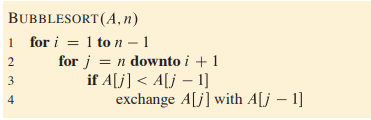 BUBBLESORT(A, n)
1 for i = 1 to n − 1
2 for j = n downto i + 1
3 if A[j] < A[j − 1]
4 exchange A[j] with A[j − 1]